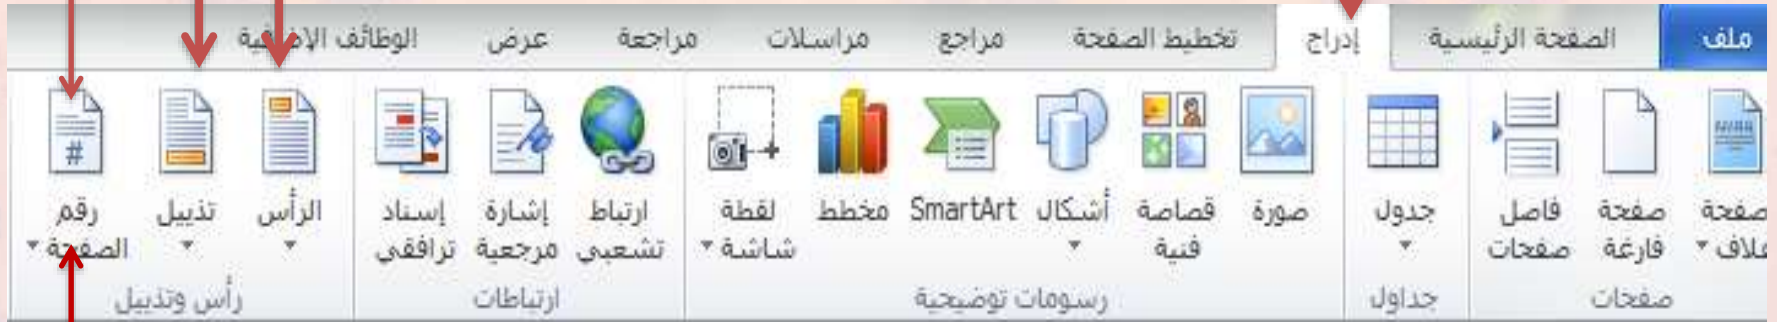 ملف الصفحة الرئيسية إدراج تخطيط الصفحة مراجع مراسلات مراجعة عرض الوظائف الإضافية
صفحة صفحة فاصل جدول صورة قصاصة أشكال SmartArt مخطط لقطة ارتباط إشارة إسناد الرأس تذييل رقم
غلاف فارغة صفحات فنية شاشة تشعبي مرجعية ترافقي الصفحة
صفحات جداول رسومات توضيحية ارتباطات رأس وتذييل